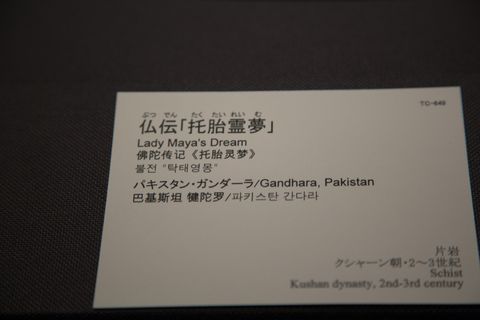 TC-649
ぶつ でん たく たい れい む
仏伝「托胎霊夢」
Lady Maya's Dream
佛陀传记《托胎灵梦》
불전 "탁태영몽"
パキスタン・ガンダーラ/Gandhara, Pakistan
巴基斯坦 犍陀罗/파키스탄 간다라
片岩
クシャーン朝・2〜3世紀
Schist
Kushan dynasty, 2nd-3rd century